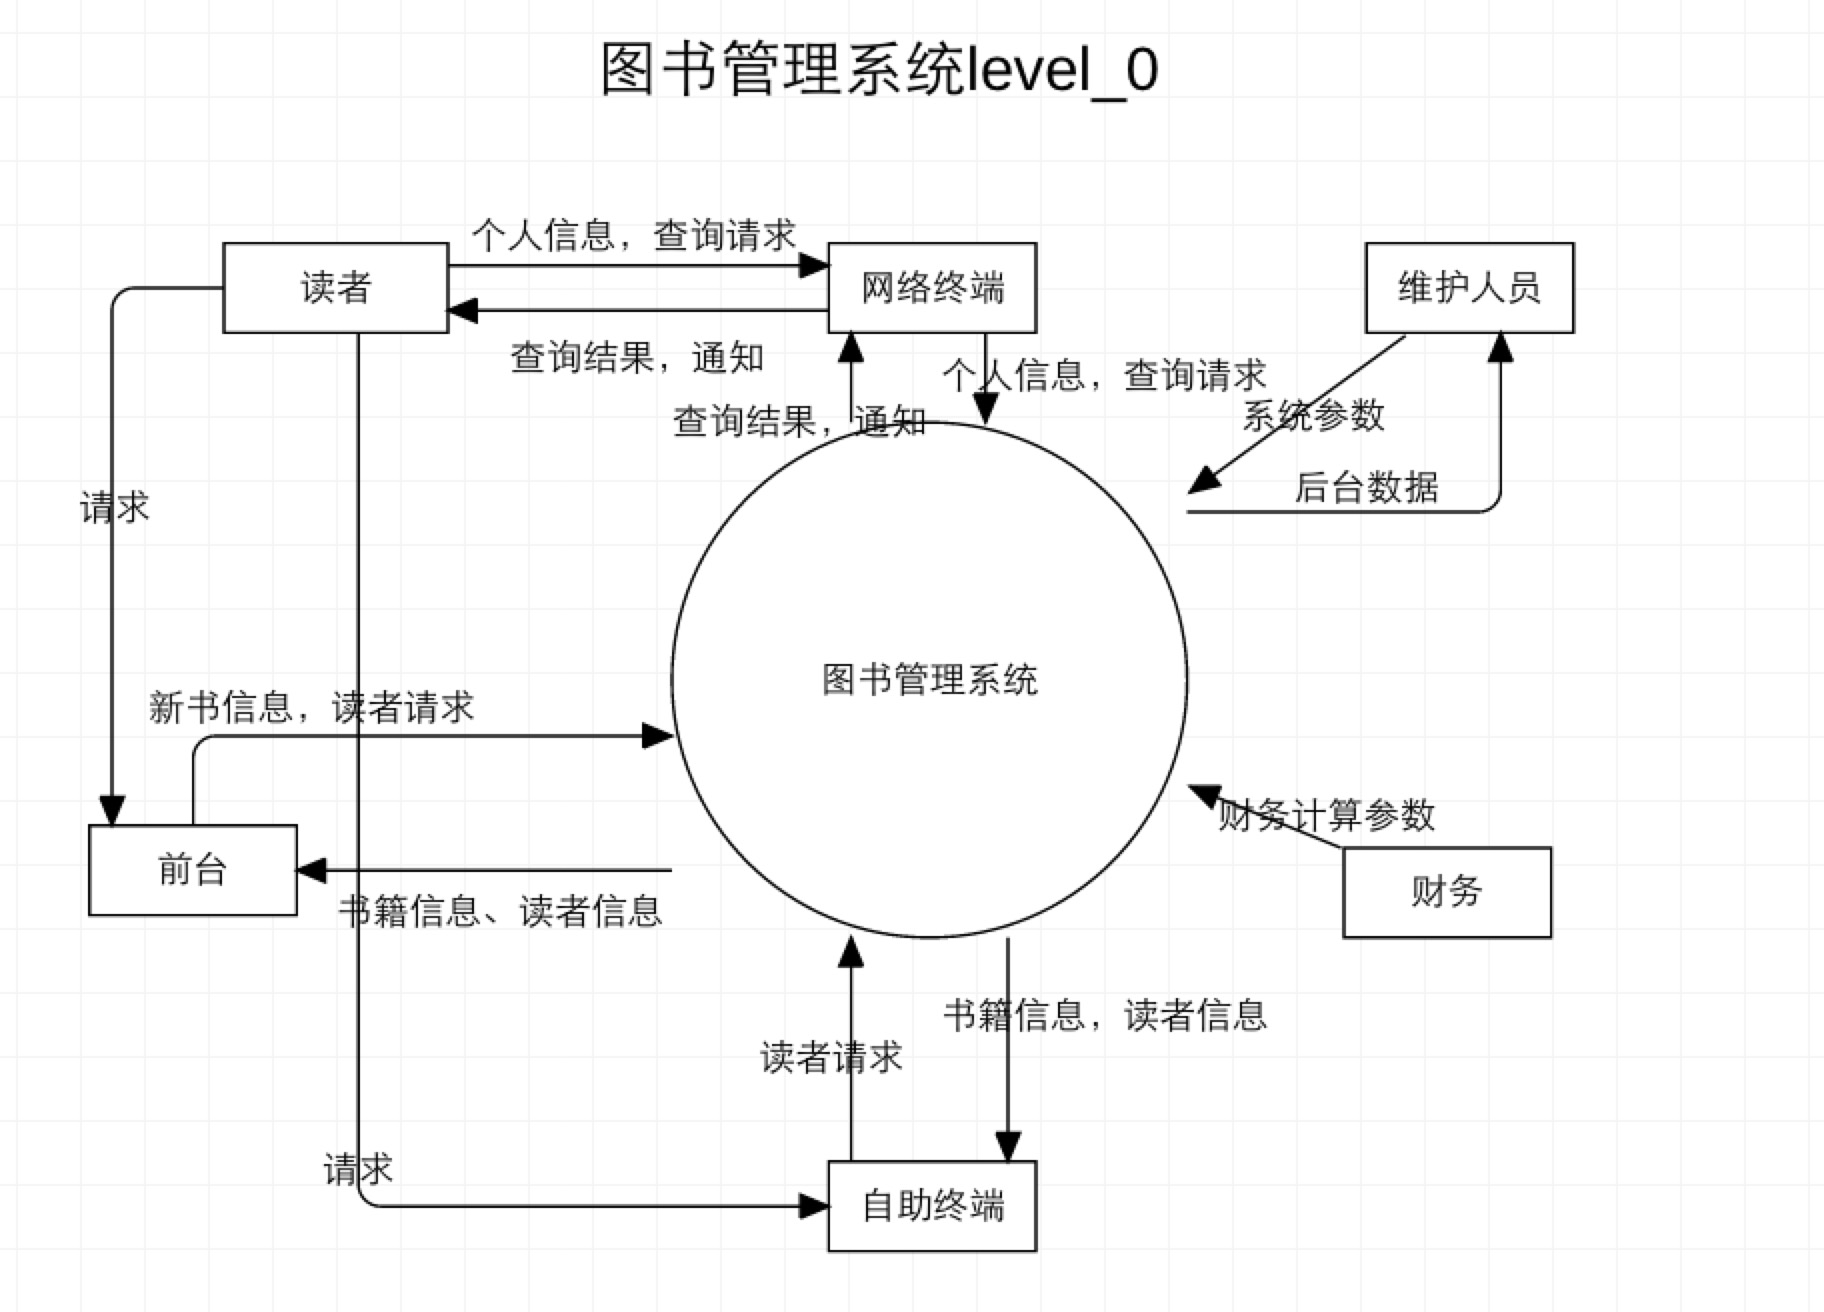 图书管理系统level_0
个人信息，查询请求
读者
网络终端
维护人员
查询结果，通知
个人信息，查询请求
查询结果，通知
系统参数
后台数据
请求
图书管理系统
新书信息，读者请求
财务计算参数
前台
财务
书籍信息、读者信息
书籍信息，读者信息
读者请求
请求
自助终端